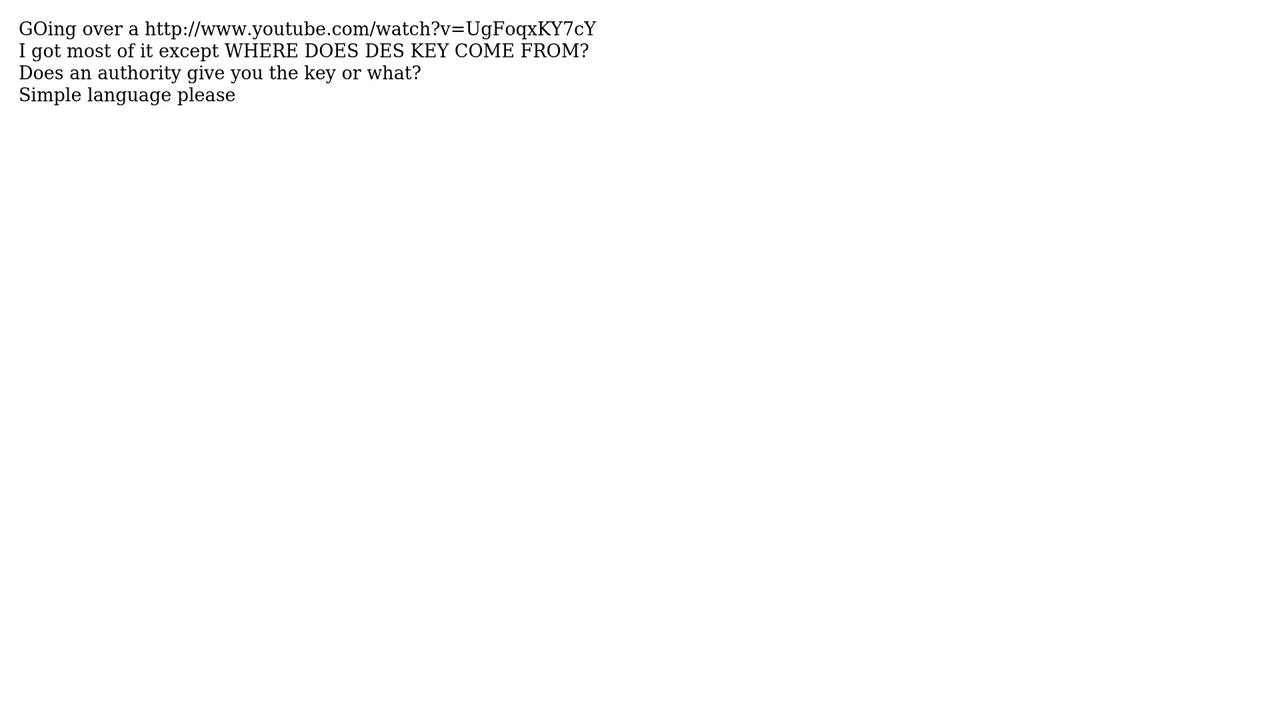 GOing over a http://www.youtube.com/watch?v=UgFoqxKY7cY
I got most of it except WHERE DOES DES KEY COME FROM?
Does an authority give you the key or what?
Simple language please